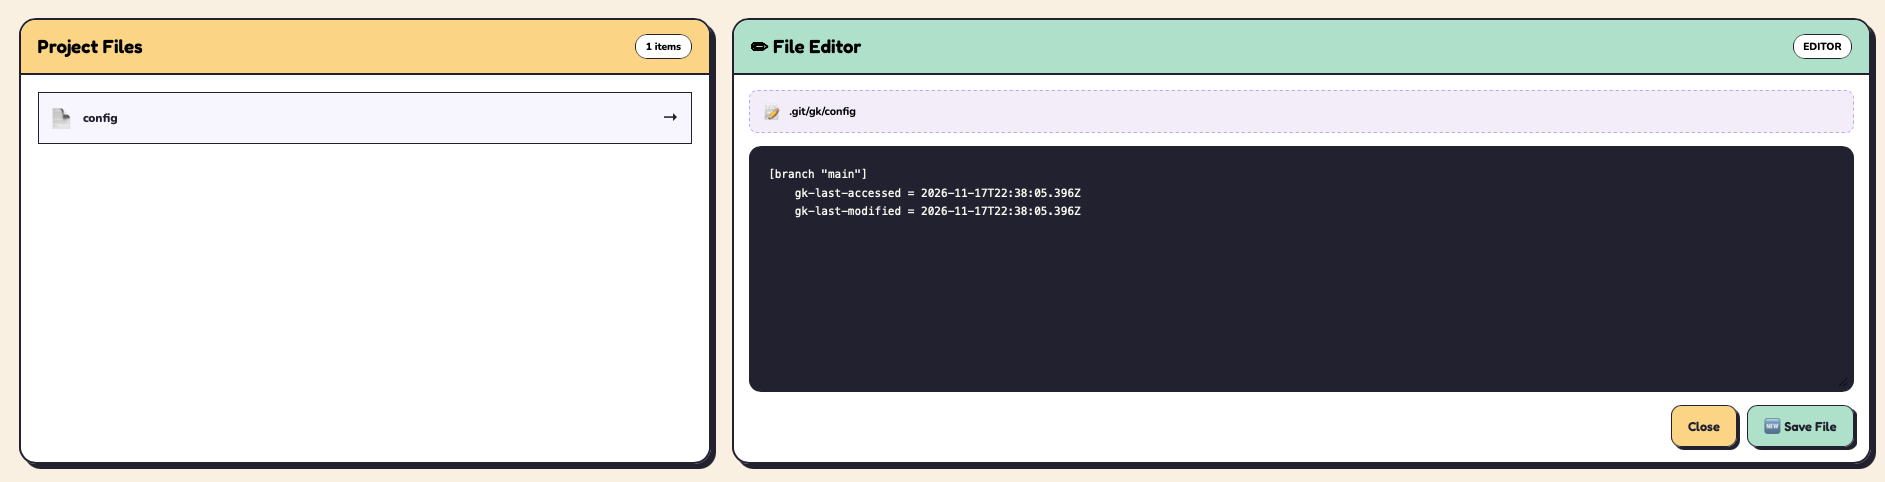 Project Files
1 items
config
→
✏ File Editor
EDITOR
.git/gk/config
[branch "main"]
    gk-last-accessed = 2026-11-17T22:38:05.396Z
    gk-last-modified = 2026-11-17T22:38:05.396Z
Close
🆕 Save File